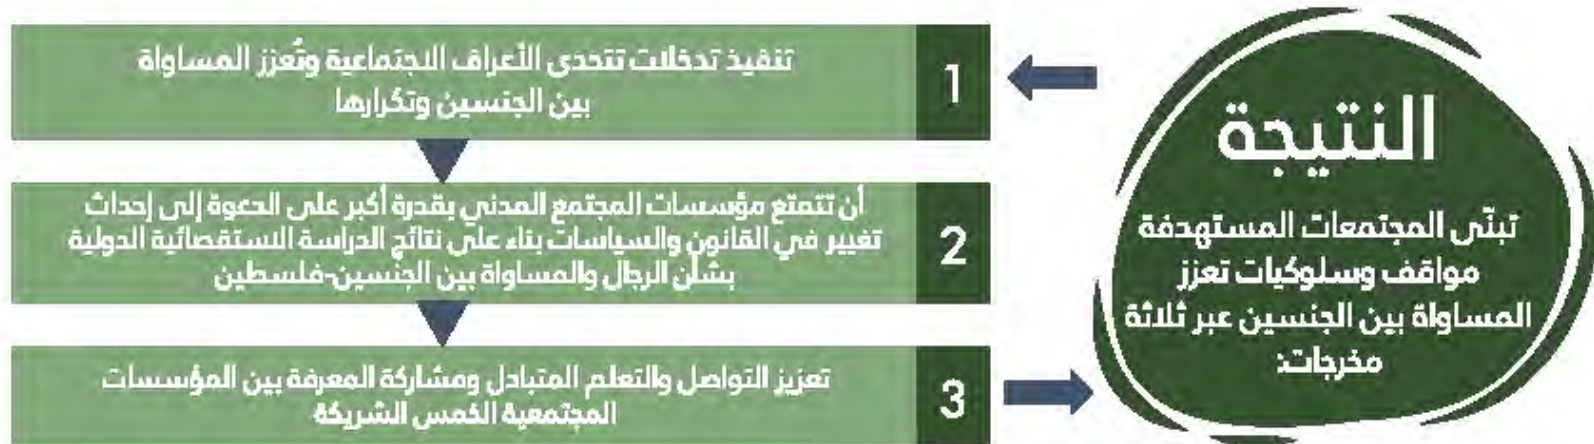 النتيجة
تبنّى المجتمعات المستهدفة
مواقف وسلوكيات تعزز
المساواة بين الجنسين عبر ثلاثة
مخرجات:
1
تنفيذ تدخلات تتحدى الأعراف الاجتماعية وتُعزز المساواة
بين الجنسين وتكرارها
2
أن تتمتع مؤسسات المجتمع المدني بقدرة أكبر على الدعوة إلى إحداث
تغيير في القانون والسياسات بناء على نتائج الدراسة الاستقصائية الدولية
بشأن الرجال والمساواة بين الجنسين-فلسطين
3
تعزيز التواصل والتعلم المتبادل ومشاركة المعرفة بين المؤسسات
المجتمعية الخمس الشريكة